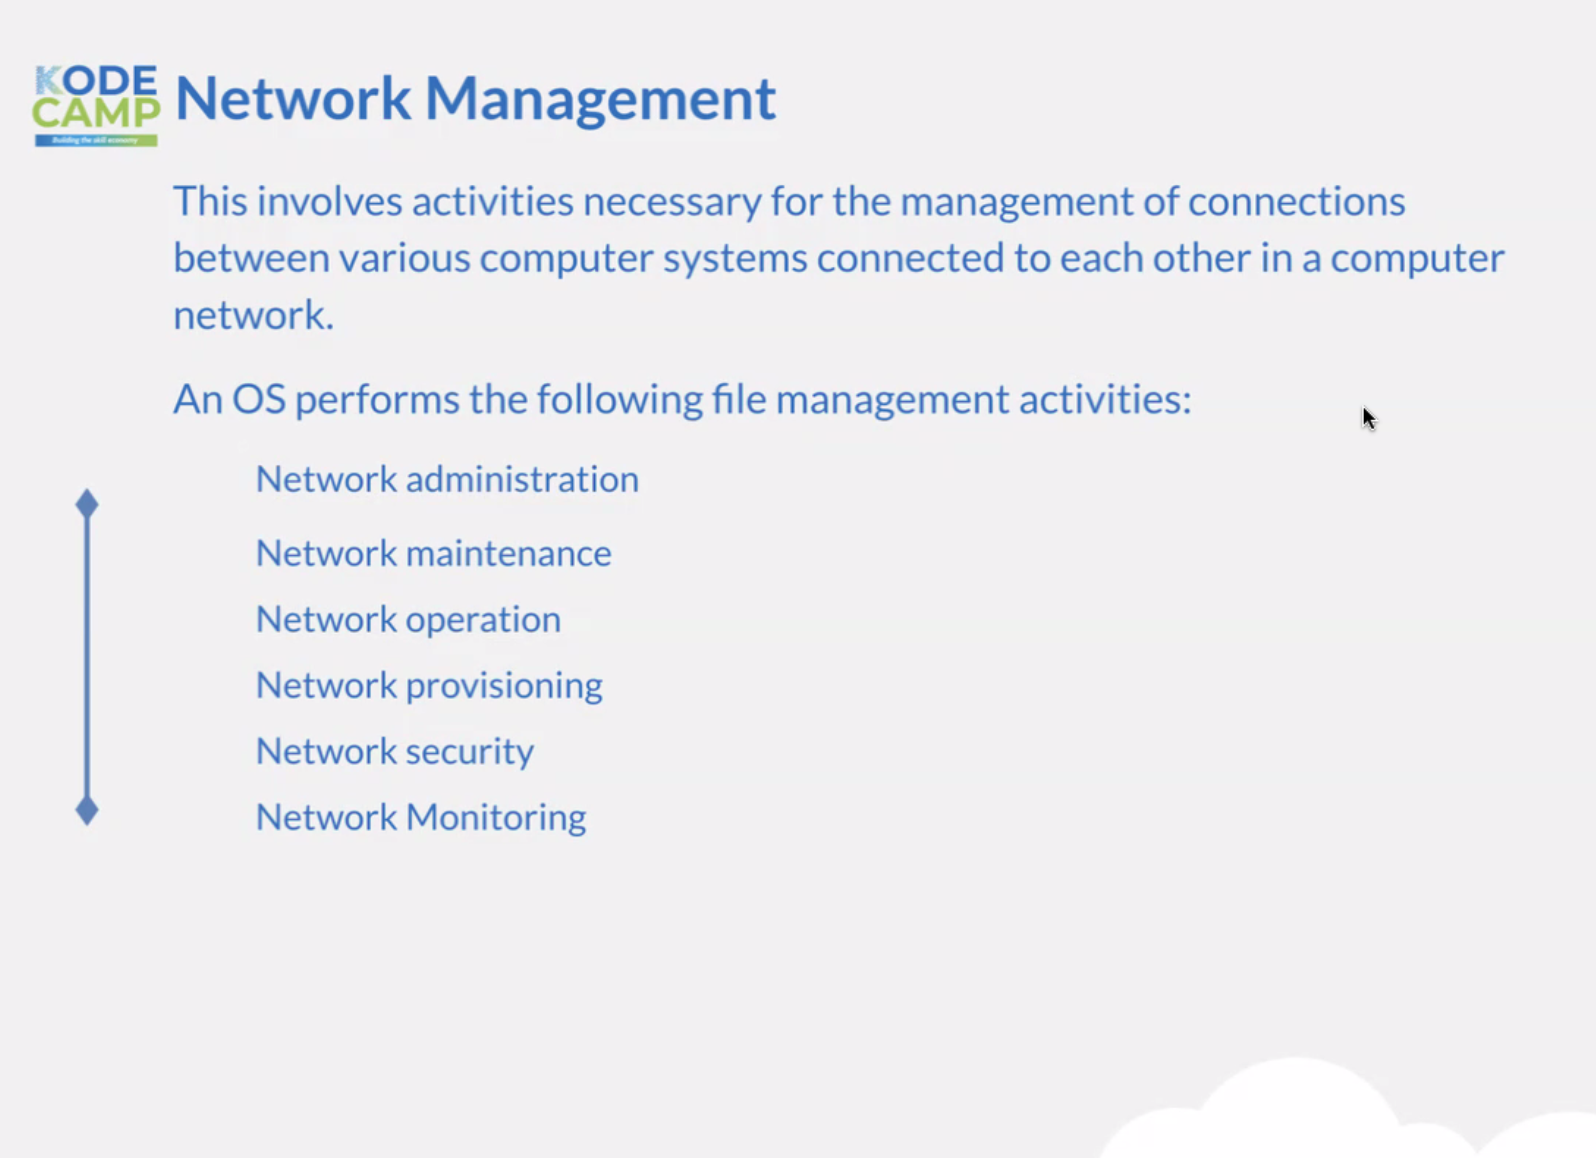 KODE
CAMP
Building the skill economy
Network Management
This involves activities necessary for the management of connections
between various computer systems connected to each other in a computer
network.
An OS performs the following file management activities:
Network administration
Network maintenance
Network operation
Network provisioning
Network security
Network Monitoring